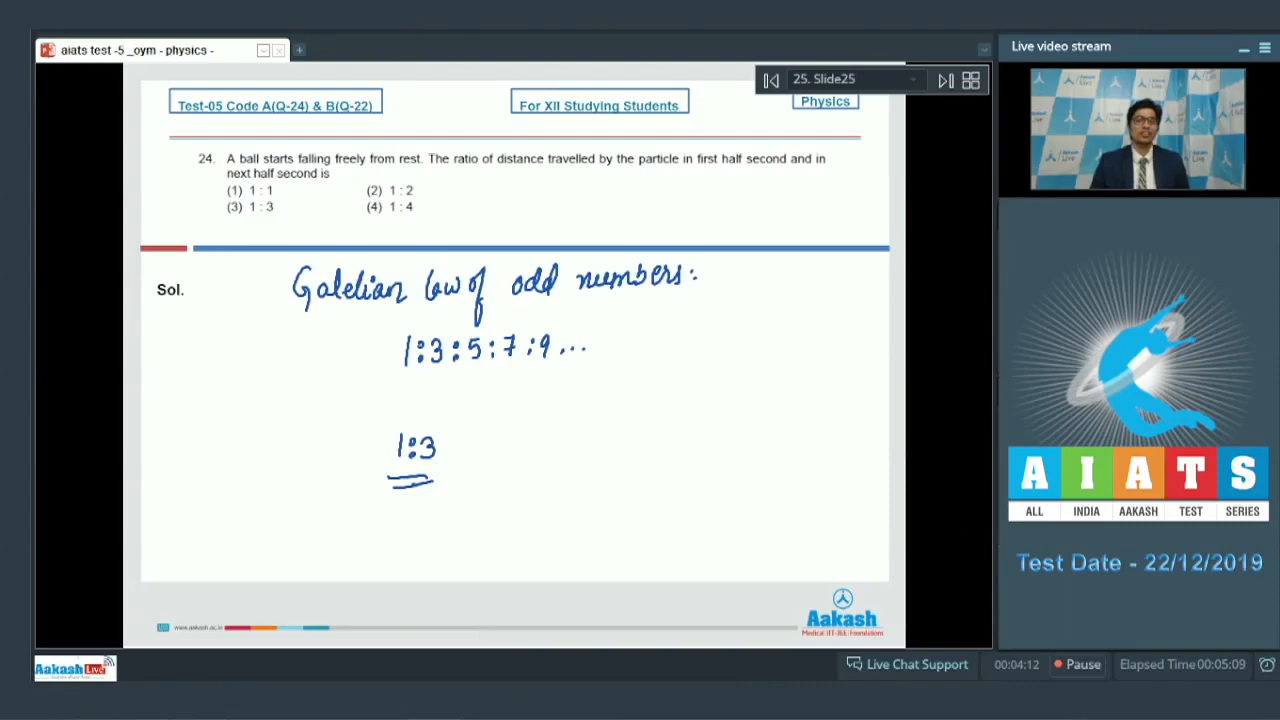 aiats test -5 _oym - physics -
Live video stream
25. Slide25
Test-05 Code A(Q-24) & B(Q-22)
For XII Studying Students
Physics
24. A ball starts falling freely from rest. The ratio of distance travelled by the particle in first half second and in
next half second is
(1) 1 : 1 (2) 1 : 2
(3) 1 : 3 (4) 1 : 4
Sol.
Galelian law of odd numbers:
1:3:5:7:9...
1:3
www.aakash.ac.in
Aakash
Medical|IIT-JEE|Foundations
A I A T S
ALL INDIA AAKASH TEST SERIES
Test Date - 22/12/2019
Aakash Live
Live Chat Support
00:04:12
Pause
Elapsed Time 00:05:09